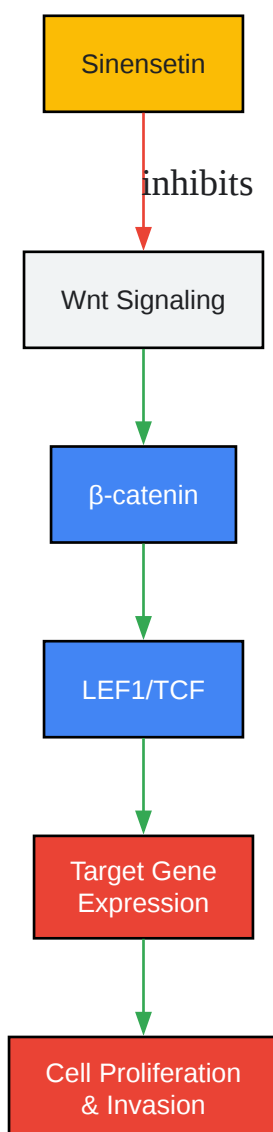 Sinensetin
inhibits
Wnt Signaling
β-catenin
LEF1/TCF
Target Gene
Expression
Cell Proliferation
& Invasion